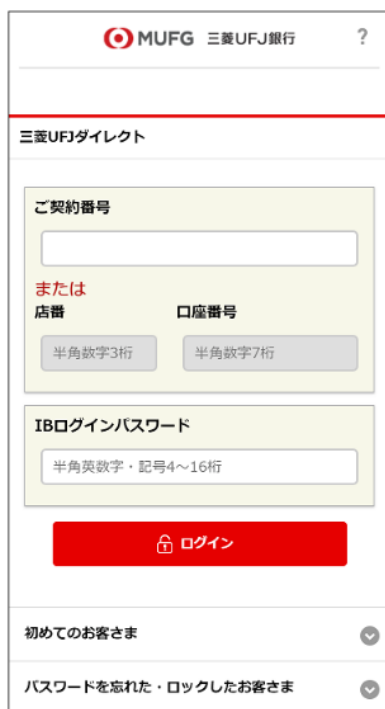 MUFG 三菱UFJ銀行 ?
三菱UFJダイレクト
ご契約番号
または
店番 口座番号
半角数字3桁 半角数字7桁
IBログインパスワード
半角英数字・記号4～16桁
ログイン
初めてのお客さま
パスワードを忘れた・ロックしたお客さま